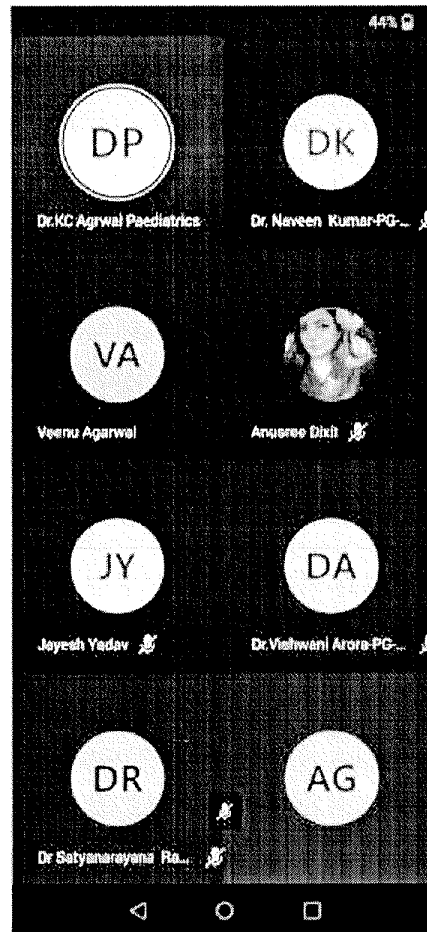 44%
DP
DK
Dr.KC Agrwal Paediatrics
Dr. Naveen Kumar-PG-...
VA
Veenu Agarwal
Anusree Dixit
JY
DA
Jayesh Yadav
Dr.Vishwani Arora-PG-...
DR
AG
Dr Satyanarayana Ra...